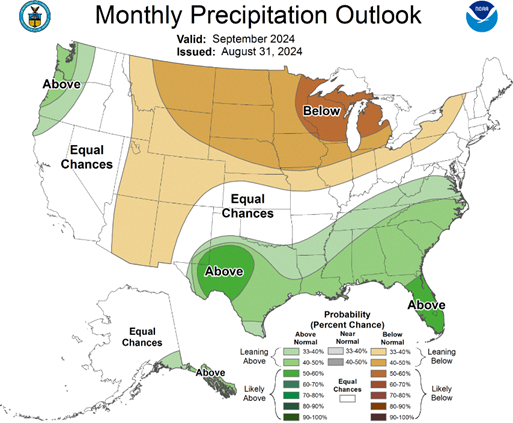 Monthly Precipitation Outlook
NOAA
Valid: September 2024
Issued: August 31, 2024
Above
Below
Equal
Chances
Equal
Chances
Above
Above
Equal
Chances
Above
Probability
(Percent Chance)
Above
Normal
Near
Normal
Below
Normal
Leaning
Above
33-40%
33-40%
33-40%
Leaning
Below
40-50%
40-50%
40-50%
Likely
Above
50-60%
50-60%
Likely
Below
60-70%
Equal
Chances
60-70%
70-80%
70-80%
80-90%
80-90%
90-100%
90-100%